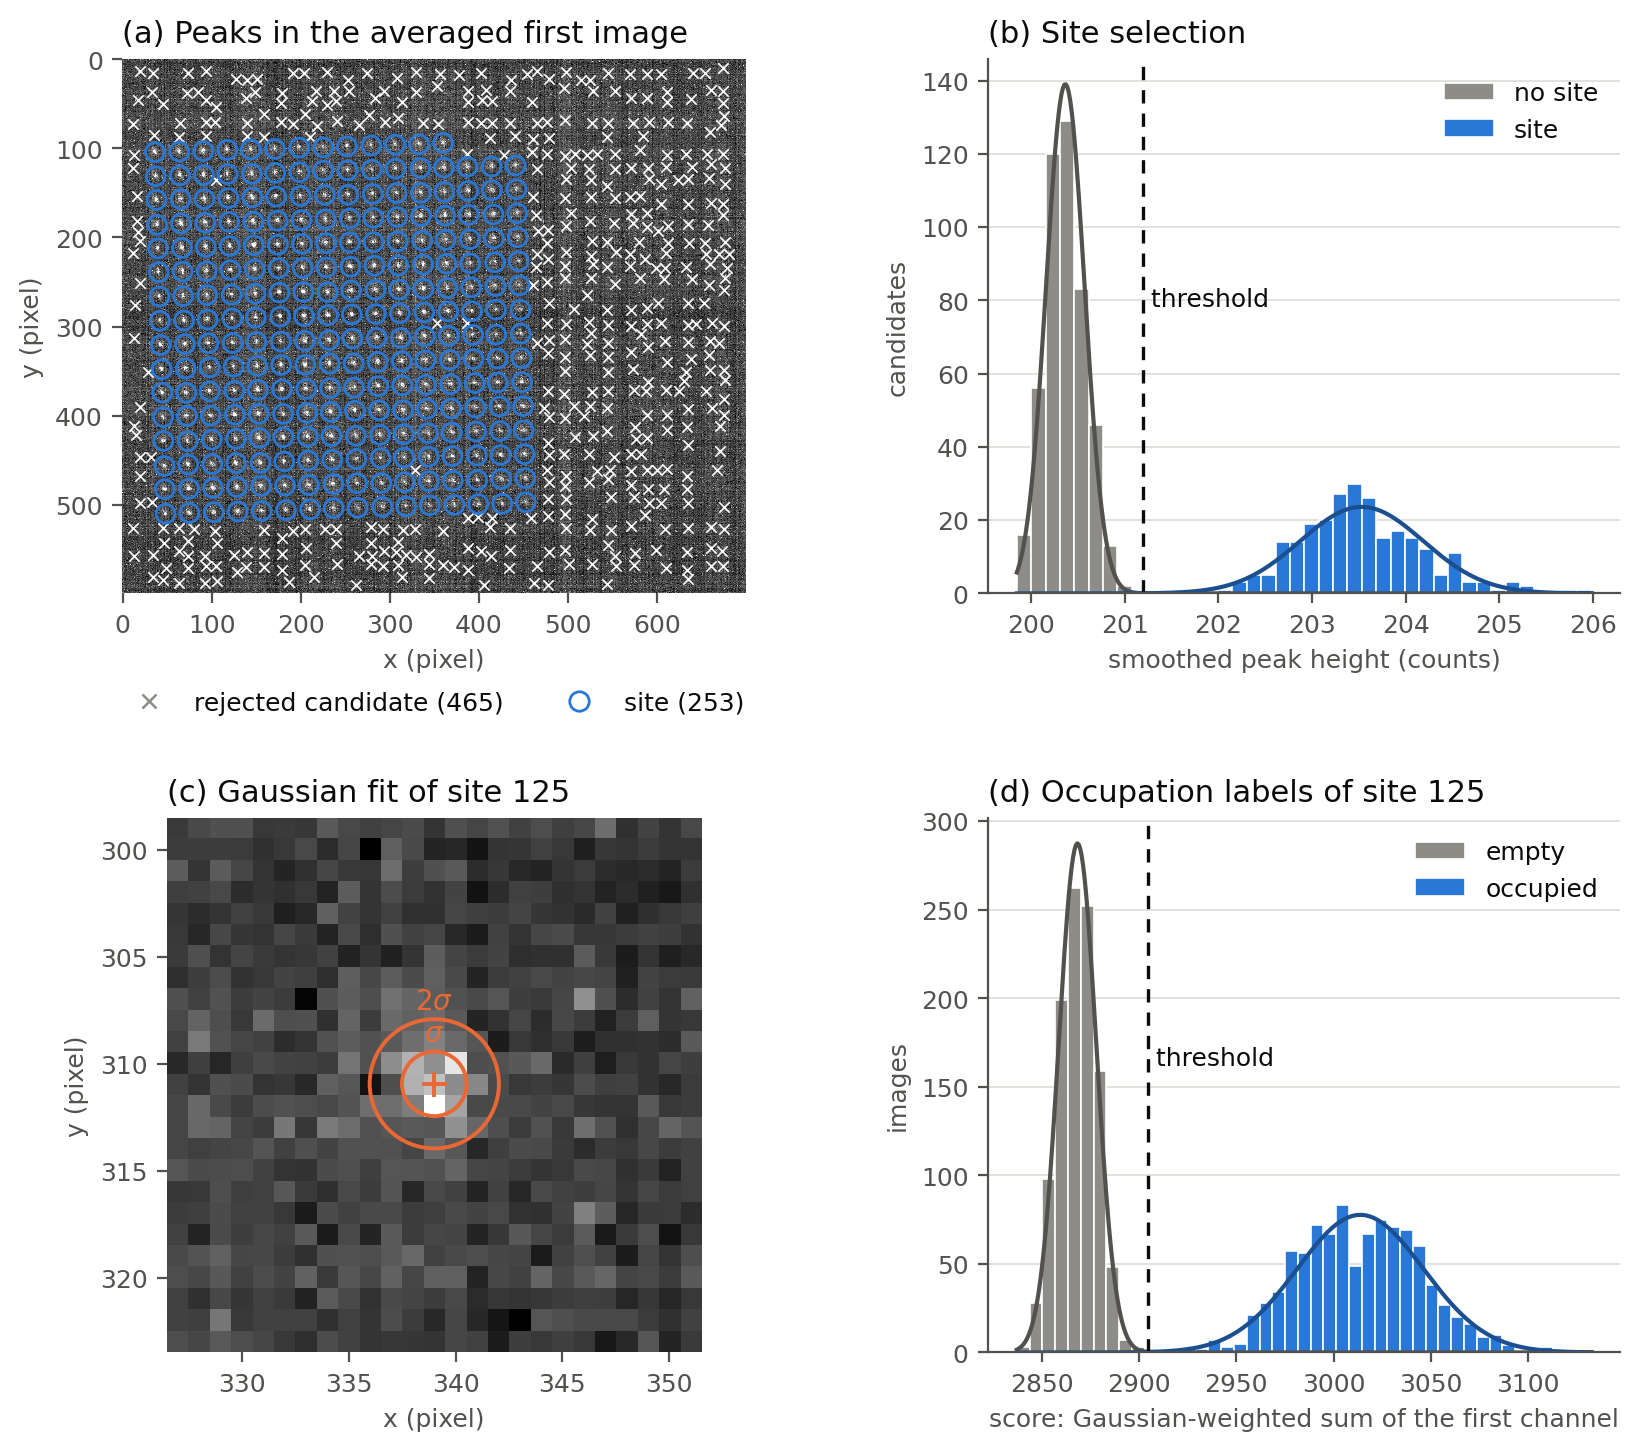 (a) Peaks in the averaged first image
0
100
200
300
400
500
y (pixel)
0 100 200 300 400 500 600
x (pixel)
rejected candidate (465) site (253)
(b) Site selection
140
120
100
80
60
40
20
0
candidates
no site
site
threshold
200 201 202 203 204 205 206
smoothed peak height (counts)
(c) Gaussian fit of site 125
300
305
310
315
320
y (pixel)
2σ
σ
330 335 340 345 350
x (pixel)
(d) Occupation labels of site 125
300
250
200
150
100
50
0
images
empty
occupied
threshold
2850 2900 2950 3000 3050 3100
score: Gaussian-weighted sum of the first channel